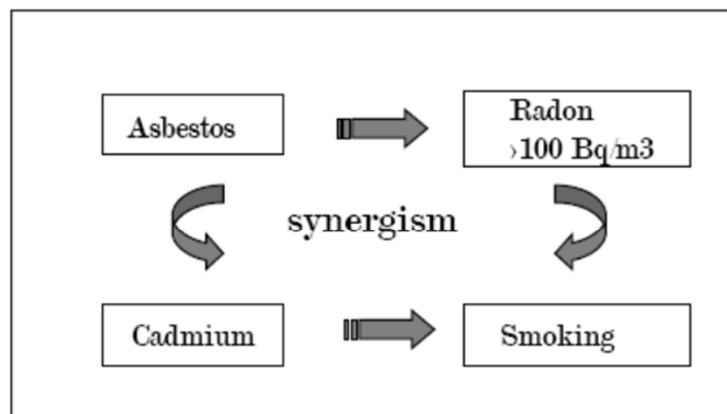 Asbestos
Radon
›100 Bq/m3
synergism
Cadmium
Smoking